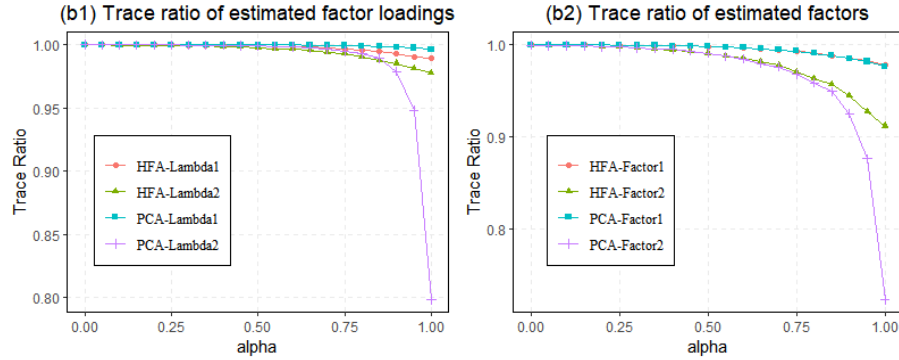 (b1) Trace ratio of estimated factor loadings
1.00
0.95
0.90
0.85
0.80
Trace Ratio
HFA-Lambda1
HFA-Lambda2
PCA-Lambda1
PCA-Lambda2
0.00 0.25 0.50 0.75 1.00
alpha
(b2) Trace ratio of estimated factors
1.0
0.9
0.8
Trace Ratio
HFA-Factor1
HFA-Factor2
PCA-Factor1
PCA-Factor2
0.00 0.25 0.50 0.75 1.00
alpha